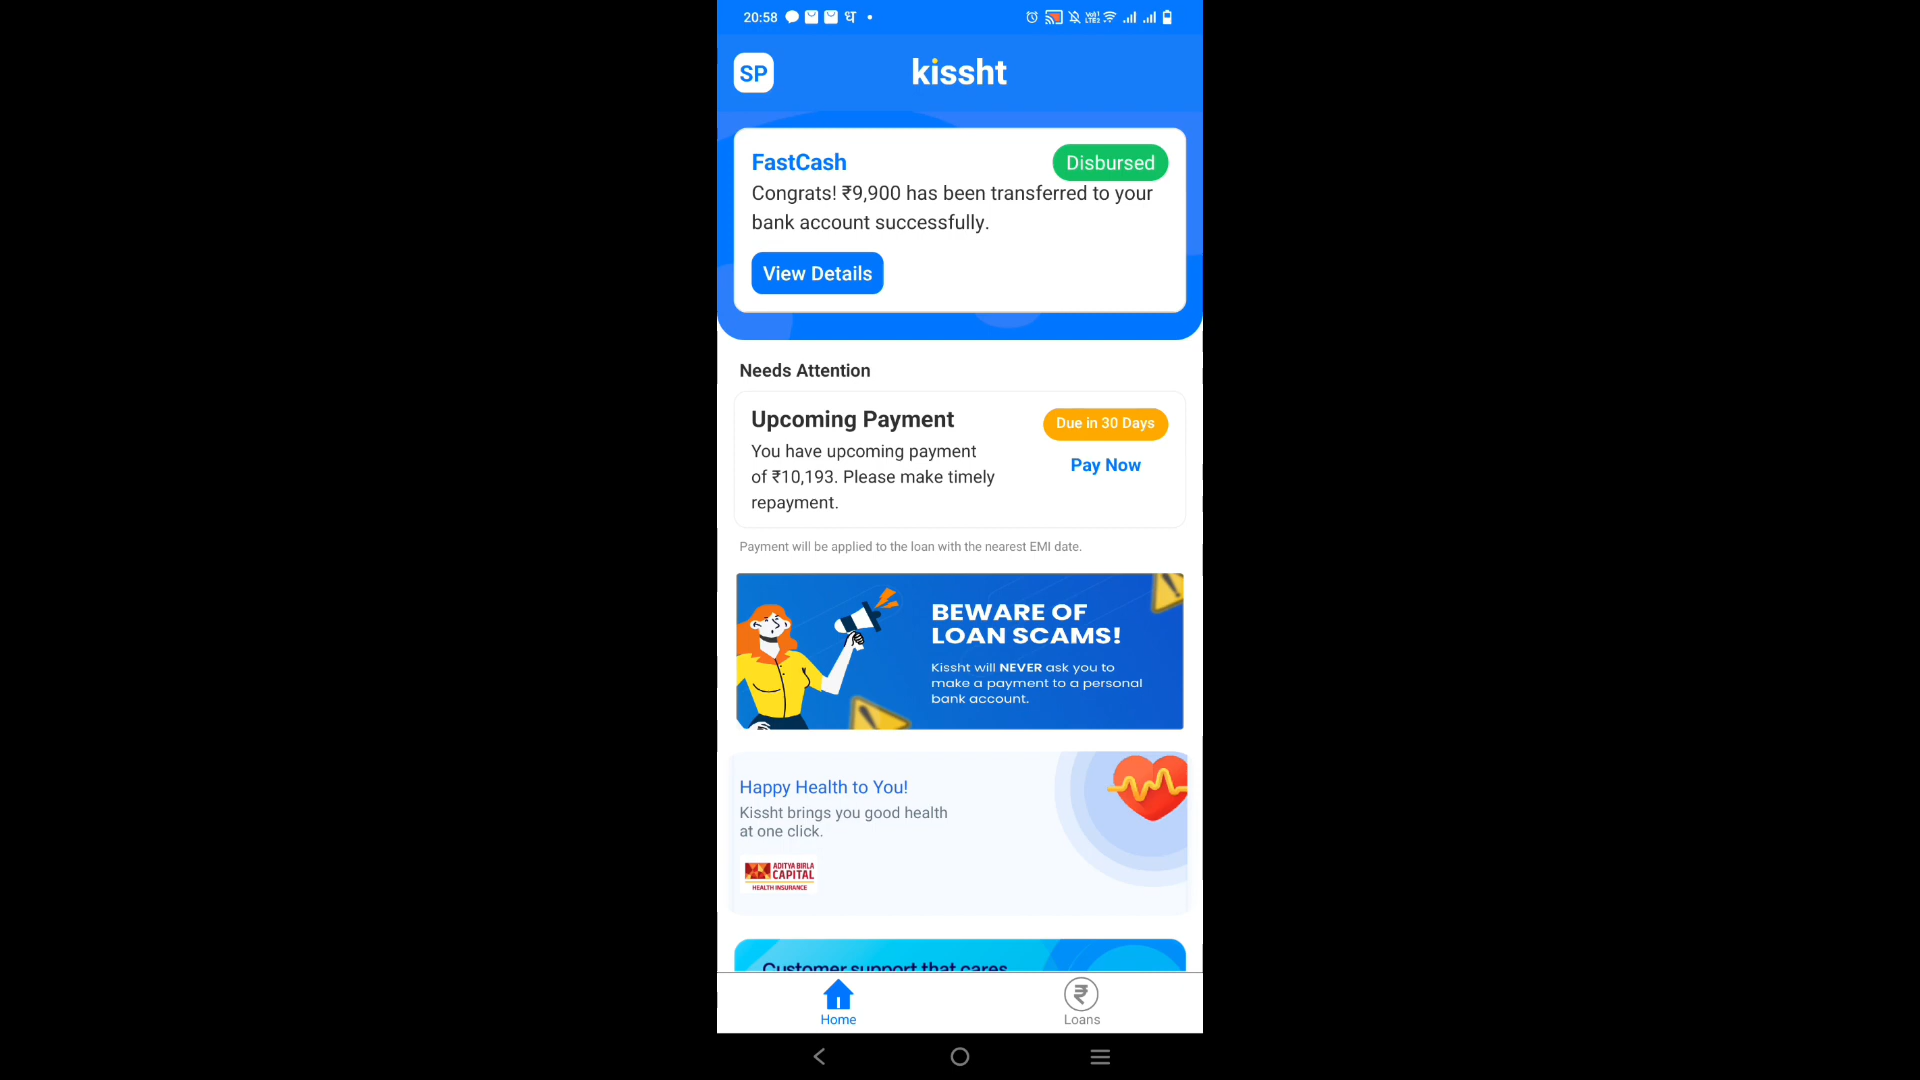 20:58 ध •
SP
kissht
FastCash
Disbursed
Congrats! ₹9,900 has been transferred to your
bank account successfully.
View Details
Needs Attention
Upcoming Payment
Due in 30 Days
You have upcoming payment
of ₹10,193. Please make timely
repayment.
Pay Now
Payment will be applied to the loan with the nearest EMI date.
BEWARE OF
LOAN SCAMS!
Kissht will NEVER ask you to
make a payment to a personal
bank account.
Happy Health to You!
Kissht brings you good health
at one click.
ADITYA BIRLA
CAPITAL
HEALTH INSURANCE
Customer support that cares
Home
Loans